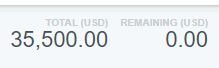 TOTAL (USD) REMAINING (USD)
35,500.00 0.00